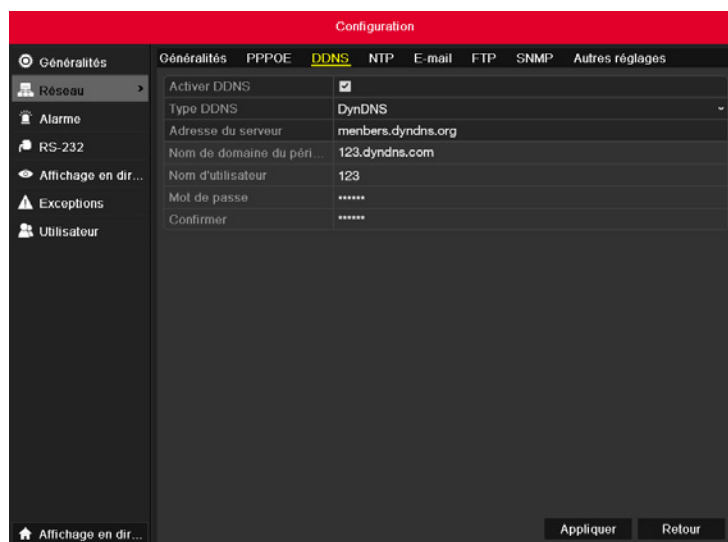 Configuration
Généralités
Réseau
Alarme
RS-232
Affichage en dir...
Exceptions
Utilisateur
Affichage en dir...
Généralités PPPOE DDNS NTP E-mail FTP SNMP Autres réglages
Activer DDNS
Type DDNS DynDNS
Adresse du serveur menbers.dyndns.org
Nom de domaine du péri... 123.dyndns.com
Nom d'utilisateur 123
Mot de passe ••••••
Confirmer ••••••
Appliquer Retour